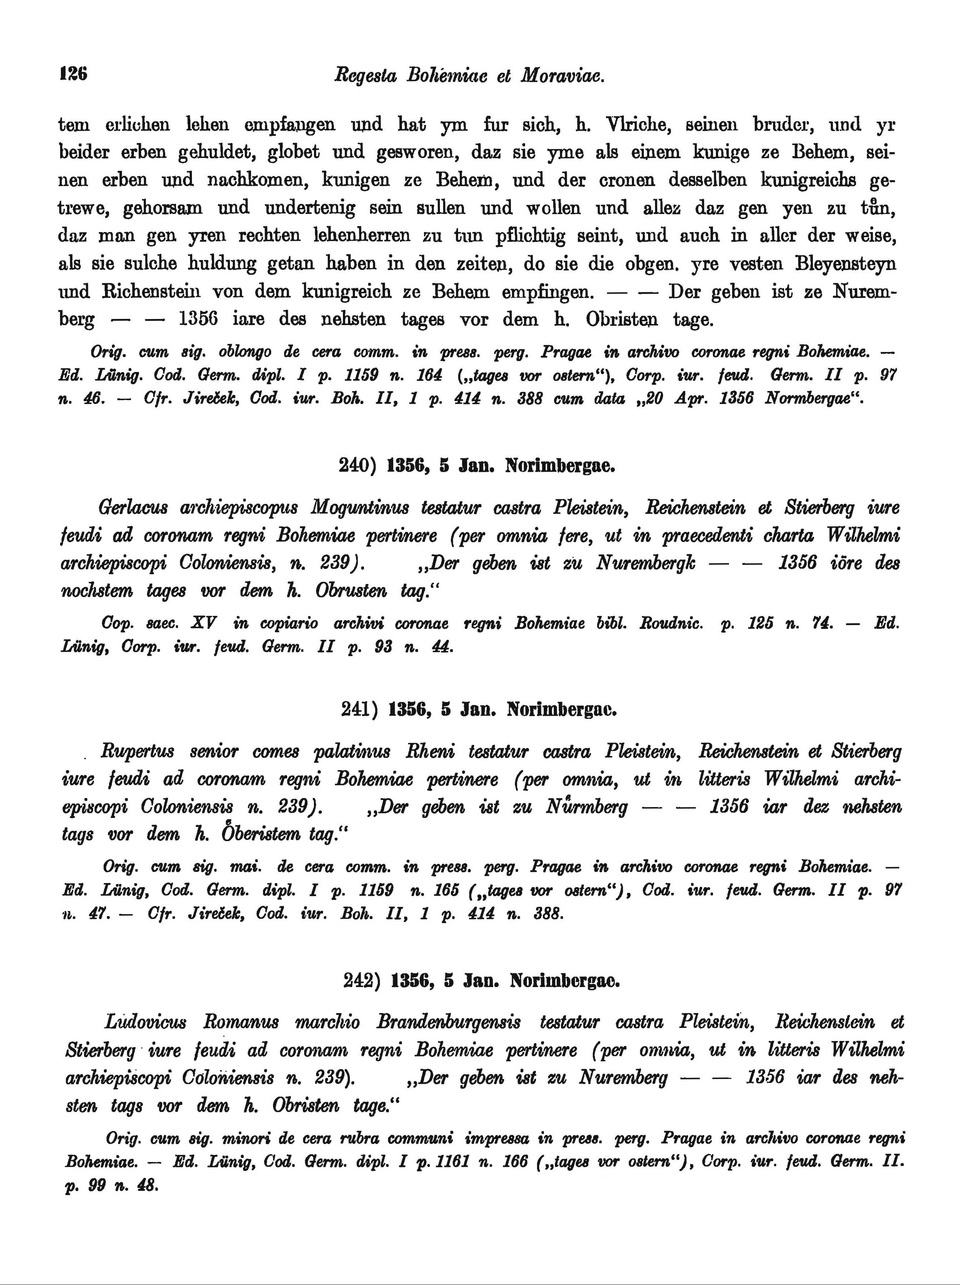 126
Regesta Bohemiae et Moraviae.
tem erlichen lehen empfangen und hat ym fur sich, h. Vlriche, seinen bruder, und yr
beider erben gehuldet, globet und gesworen, daz sie yme als einem kunige ze Behem, sei-
nen erben und nachkomen, kunigen ze Behem, und der cronen desselben kunigreichs ge-
trewe, gehorsam und undertenig sein sullen und wollen und allez daz gen yen zu tůn,
daz man gen yren rechten lehenherren zu tun pflichtig seint, und auch in aller der weise,
als sie sulche huldung getan haben in den zeiten, do sie die obgen. yre vesten Bleyensteyn
und Richenstein von dem kunigreich ze Behem empfingen. — — Der geben ist ze Nurem-
berg — — 1356 iare des nehsten tages vor dem h. Obristen tage.
Orig. cum sig. oblongo de cera comm. in press. perg. Pragae in archivo coronae regni Bohemiae. —
Ed. Lünig. Cod. Germ. dipl. I p. 1159 n. 164 („tages vor ostern“), Corp. iur. feud. Germ. II p. 97
n. 46. — Cfr. Jireček, Cod. iur. Boh. II, 1 p. 414 n. 388 cum data „20 Apr. 1356 Normbergae“.
240) 1356, 5 Jan. Norimbergae.
Gerlacus archiepiscopus Moguntinus testatur castra Pleistein, Reichenstein et Stierberg iure
feudi ad coronam regni Bohemiae pertinere (per omnia fere, ut in praecedenti charta Wilhelmi
archiepiscopi Coloniensis, n. 239). „Der geben ist zu Nurembergk — — 1356 iöre des
nochstem tages vor dem h. Obrusten tag.“
Cop. saec. XV in copiario archivi coronae regni Bohemiae bibl. Roudnic. p. 125 n. 74. — Ed.
Lünig, Corp. iur. feud. Germ. II p. 93 n. 44.
241) 1356, 5 Jan. Norimbergae.
Rupertus senior comes palatinus Rheni testatur castra Pleistein, Reichenstein et Stierberg
iure feudi ad coronam regni Bohemiae pertinere (per omnia, ut in litteris Wilhelmi archi-
episcopi Coloniensis n. 239). „Der geben ist zu Nůrmberg — — 1356 iar dez nehsten
tags vor dem h. O̊beristem tag.“
Orig. cum sig. mai. de cera comm. in press. perg. Pragae in archivo coronae regni Bohemiae. —
Ed. Lünig, Cod. Germ. dipl. I p. 1159 n. 165 („tages vor ostern“), Cod. iur. feud. Germ. II p. 97
n. 47. — Cfr. Jireček, Cod. iur. Boh. II, 1 p. 414 n. 388.
242) 1356, 5 Jan. Norimbergae.
Ludovicus Romanus marchio Brandenburgensis testatur castra Pleistein, Reichenstein et
Stierberg iure feudi ad coronam regni Bohemiae pertinere (per omnia, ut in litteris Wilhelmi
archiepiscopi Coloniensis n. 239). „Der geben ist zu Nuremberg — — 1356 iar des neh-
sten tags vor dem h. Obristen tage.“
Orig. cum sig. minori de cera rubra communi impressa in press. perg. Pragae in archivo coronae regni
Bohemiae. — Ed. Lünig, Cod. Germ. dipl. I p. 1161 n. 166 („tages vor ostern“), Corp. iur. feud. Germ. II.
p. 99 n. 48.